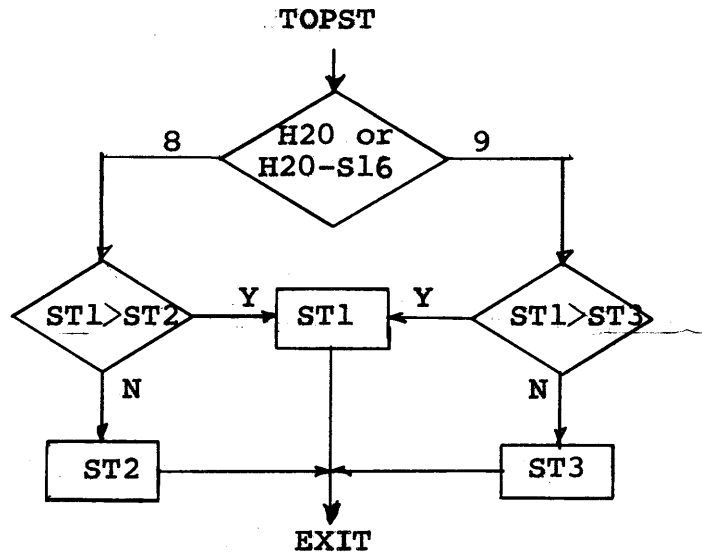 TOPST
8
H20 or
H20-S16
9
ST1>ST2
Y
ST1
Y
ST1>ST3
N
N
ST2
ST3
EXIT